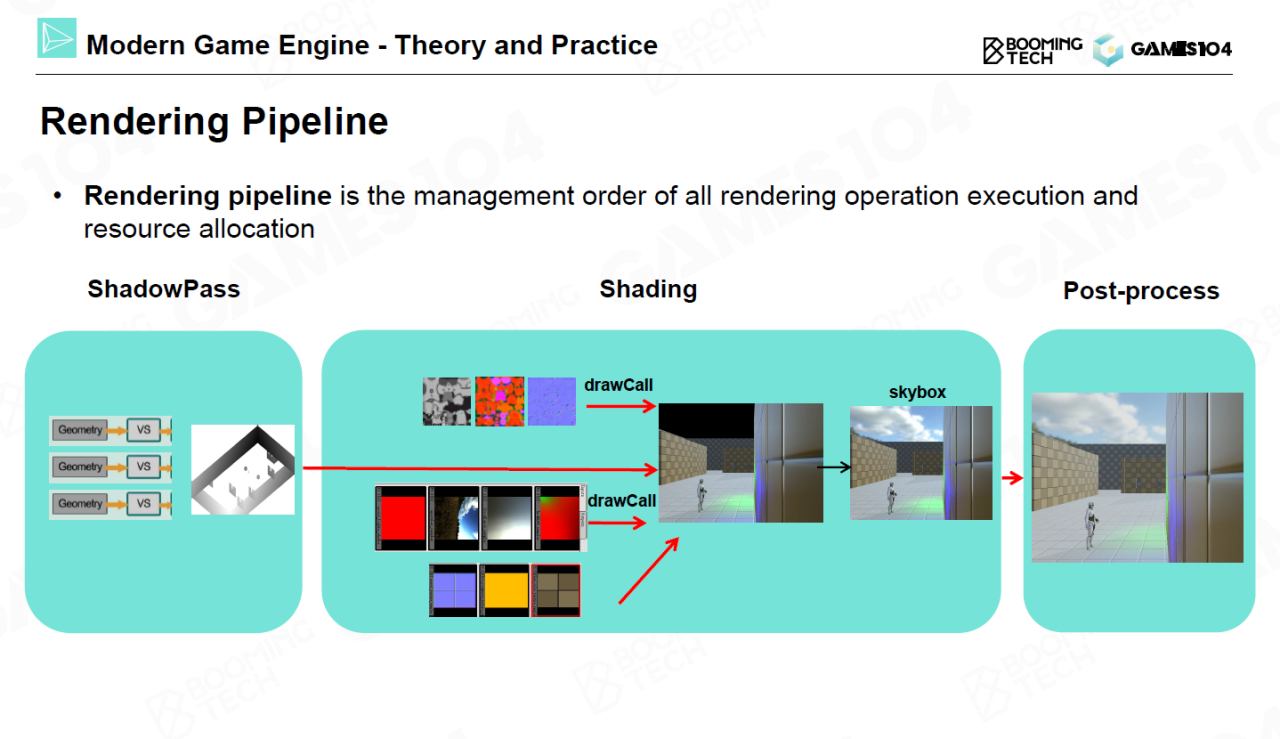 Modern Game Engine - Theory and Practice
BOOMING
TECH
GAMES104
Rendering Pipeline
• Rendering pipeline is the management order of all rendering operation execution and
resource allocation
ShadowPass
Shading
Post-process
Geometry VS
Geometry VS
Geometry VS
drawCall
drawCall
skybox